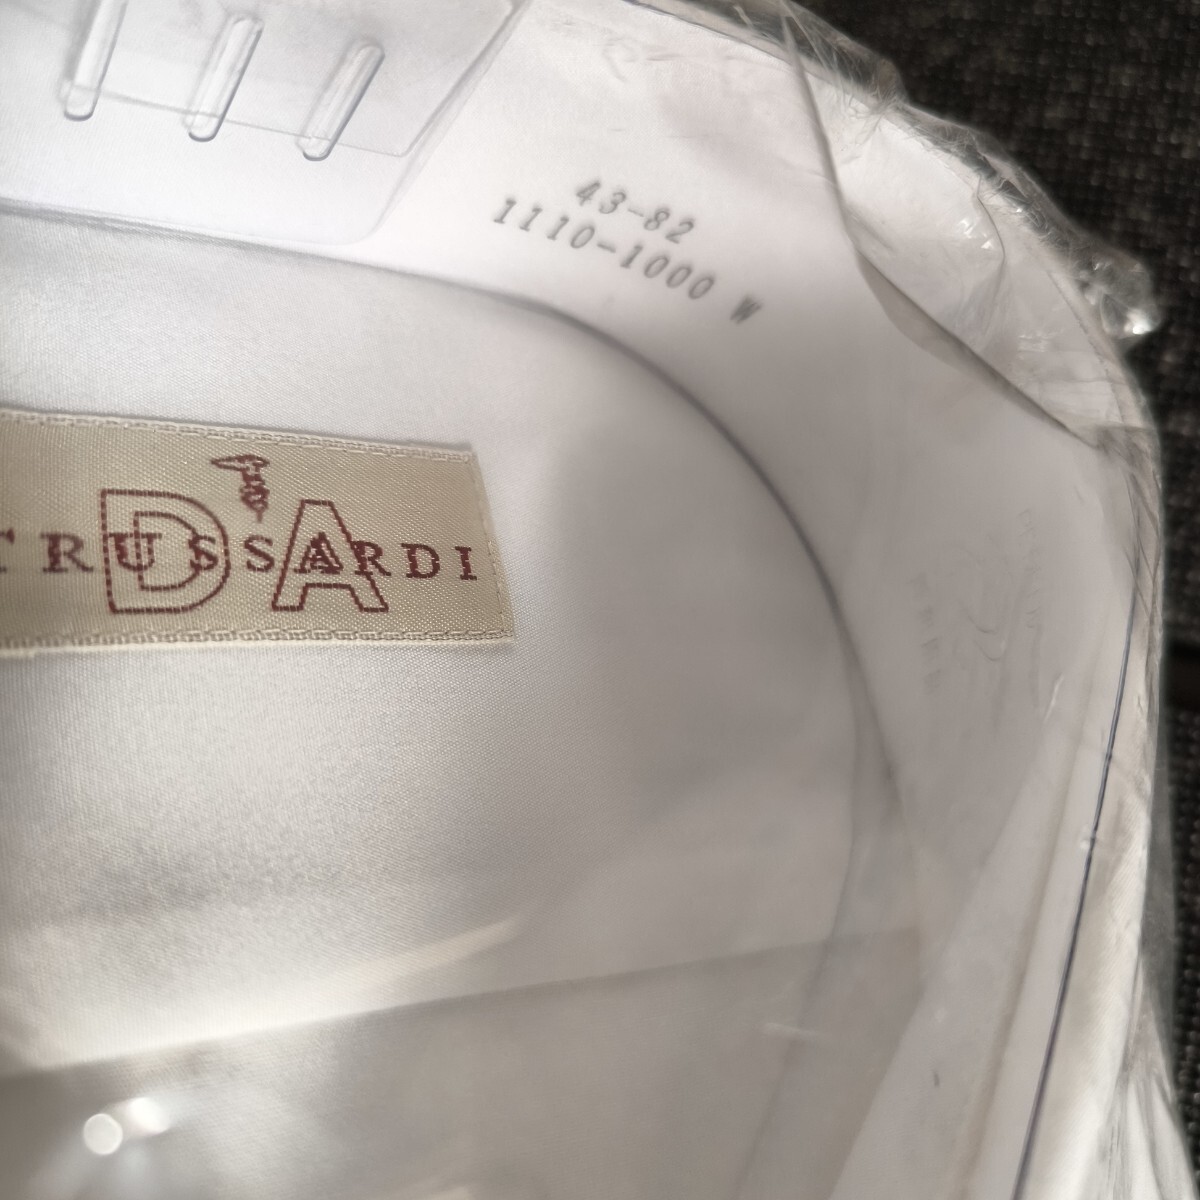 43-82
1110-1000 W
TRUSSARDI
D'A